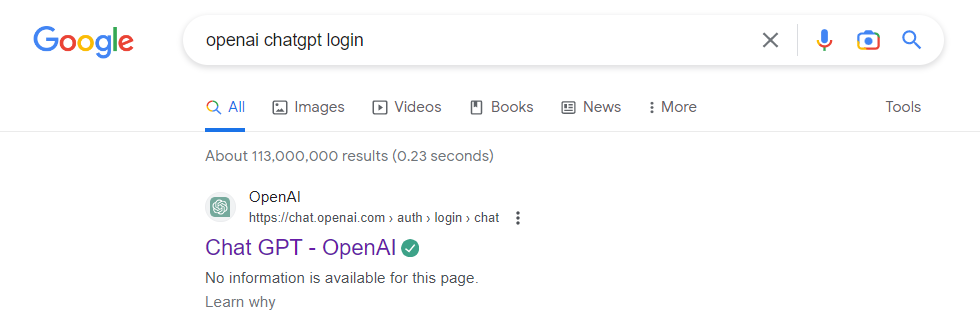 Google
openai chatgpt login
All Images Videos Books News More Tools
About 113,000,000 results (0.23 seconds)
OpenAI
https://chat.openai.com › auth › login › chat
Chat GPT - OpenAI
No information is available for this page.
Learn why